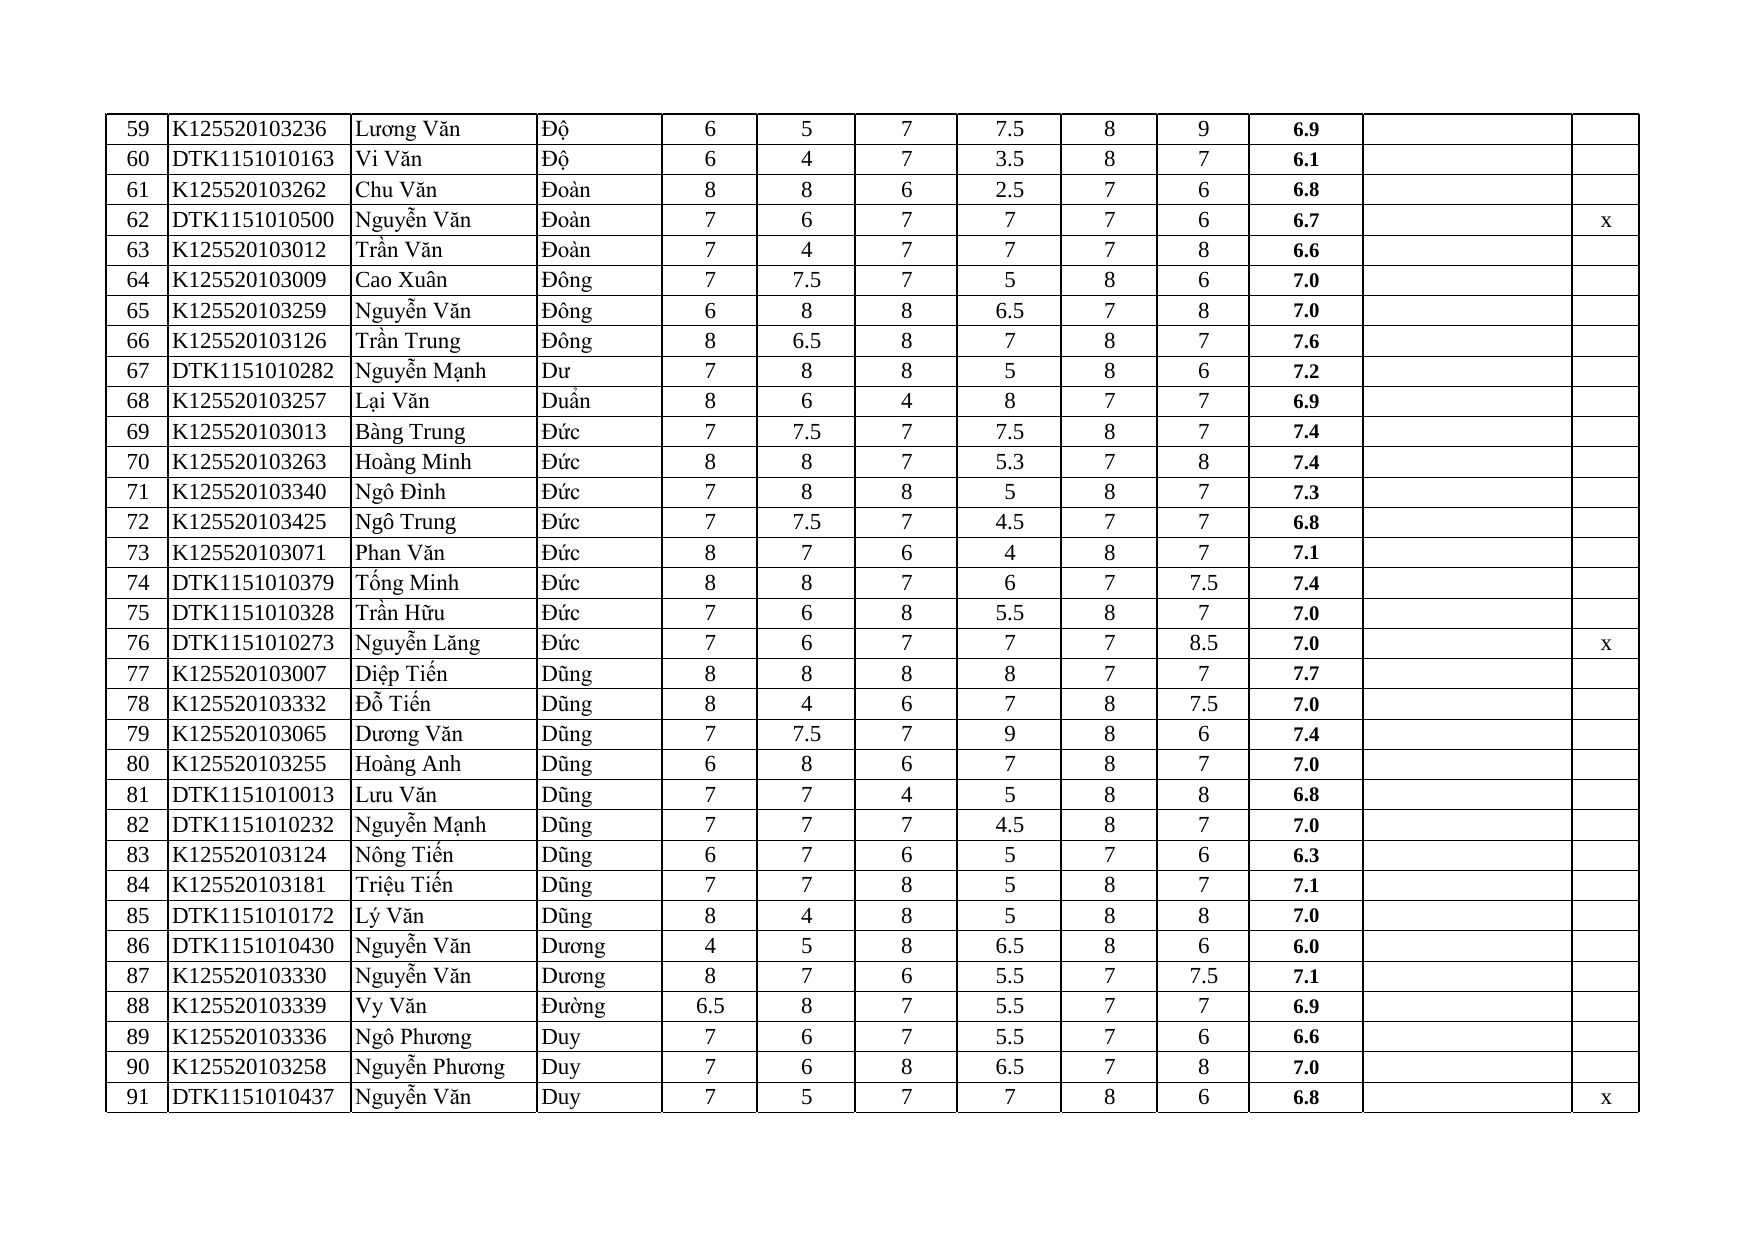 59 K125520103236 Lương Văn Độ 6 5 7 7.5 8 9 6.9
60 DTK1151010163 Vi Văn Độ 6 4 7 3.5 8 7 6.1
61 K125520103262 Chu Văn Đoàn 8 8 6 2.5 7 6 6.8
62 DTK1151010500 Nguyễn Văn Đoàn 7 6 7 7 7 6 6.7 x
63 K125520103012 Trần Văn Đoàn 7 4 7 7 7 8 6.6
64 K125520103009 Cao Xuân Đông 7 7.5 7 5 8 6 7.0
65 K125520103259 Nguyễn Văn Đông 6 8 8 6.5 7 8 7.0
66 K125520103126 Trần Trung Đông 8 6.5 8 7 8 7 7.6
67 DTK1151010282 Nguyễn Mạnh Dư 7 8 8 5 8 6 7.2
68 K125520103257 Lại Văn Duẩn 8 6 4 8 7 7 6.9
69 K125520103013 Bàng Trung Đức 7 7.5 7 7.5 8 7 7.4
70 K125520103263 Hoàng Minh Đức 8 8 7 5.3 7 8 7.4
71 K125520103340 Ngô Đình Đức 7 8 8 5 8 7 7.3
72 K125520103425 Ngô Trung Đức 7 7.5 7 4.5 7 7 6.8
73 K125520103071 Phan Văn Đức 8 7 6 4 8 7 7.1
74 DTK1151010379 Tống Minh Đức 8 8 7 6 7 7.5 7.4
75 DTK1151010328 Trần Hữu Đức 7 6 8 5.5 8 7 7.0
76 DTK1151010273 Nguyễn Lăng Đức 7 6 7 7 7 8.5 7.0 x
77 K125520103007 Diệp Tiến Dũng 8 8 8 8 7 7 7.7
78 K125520103332 Đỗ Tiến Dũng 8 4 6 7 8 7.5 7.0
79 K125520103065 Dương Văn Dũng 7 7.5 7 9 8 6 7.4
80 K125520103255 Hoàng Anh Dũng 6 8 6 7 8 7 7.0
81 DTK1151010013 Lưu Văn Dũng 7 7 4 5 8 8 6.8
82 DTK1151010232 Nguyễn Mạnh Dũng 7 7 7 4.5 8 7 7.0
83 K125520103124 Nông Tiến Dũng 6 7 6 5 7 6 6.3
84 K125520103181 Triệu Tiến Dũng 7 7 8 5 8 7 7.1
85 DTK1151010172 Lý Văn Dũng 8 4 8 5 8 8 7.0
86 DTK1151010430 Nguyễn Văn Dương 4 5 8 6.5 8 6 6.0
87 K125520103330 Nguyễn Văn Dương 8 7 6 5.5 7 7.5 7.1
88 K125520103339 Vy Văn Đường 6.5 8 7 5.5 7 7 6.9
89 K125520103336 Ngô Phương Duy 7 6 7 5.5 7 6 6.6
90 K125520103258 Nguyễn Phương Duy 7 6 8 6.5 7 8 7.0
91 DTK1151010437 Nguyễn Văn Duy 7 5 7 7 8 6 6.8 x